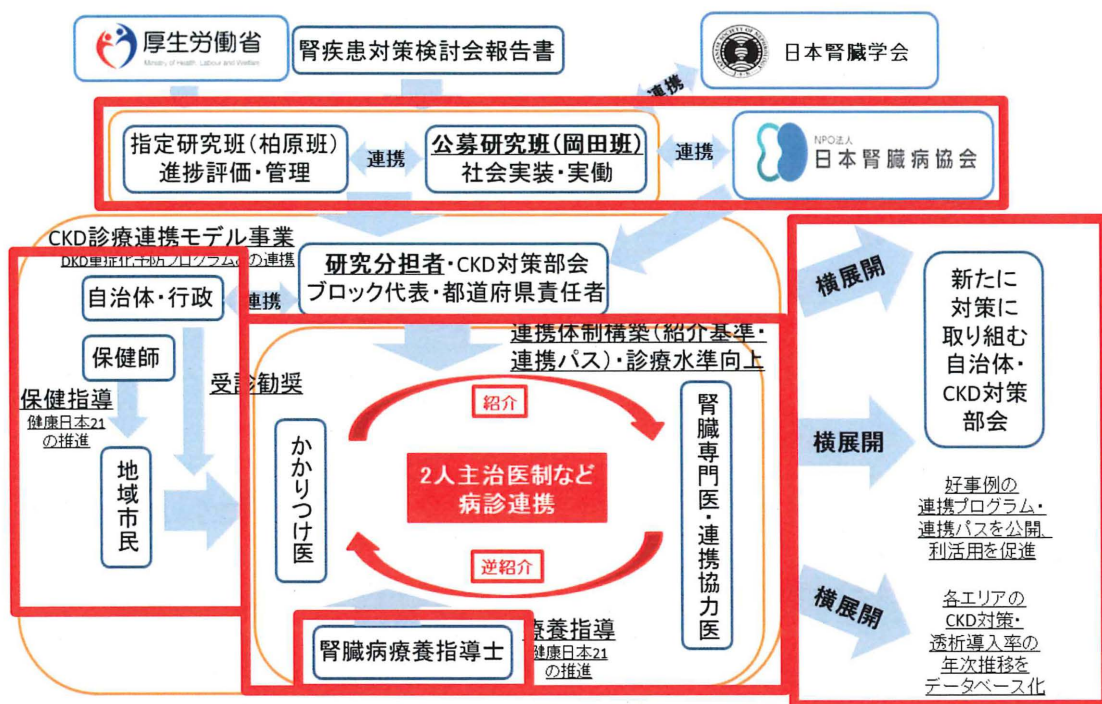 厚生労働省
Ministry of Health, Labour and Welfare
腎疾患対策検討会報告書
日本腎臓学会
連携
指定研究班(柏原班)
進捗評価・管理
連携
公募研究班(岡田班)
社会実装・実働
連携
NPO法人
日本腎臓病協会
CKD診療連携モデル事業
DKD重症化予防プログラムとの連携
自治体・行政
連携
研究分担者・CKD対策部会
ブロック代表・都道府県責任者
保健師
保健指導
健康日本21
の推進
受診勧奨
地域市民
連携体制構築(紹介基準・
連携パス)・診療水準向上
かかりつけ医
紹介
2人主治医制など
病診連携
逆紹介
腎臓専門医・連携協力医
腎臓病療養指導士
療養指導
健康日本21
の推進
横展開
横展開
横展開
新たに
対策に
取り組む
自治体・
CKD対策
部会
好事例の
連携プログラム・
連携パスを公開、
利活用を促進
各エリアの
CKD対策・
透析導入率の
年次推移を
データベース化